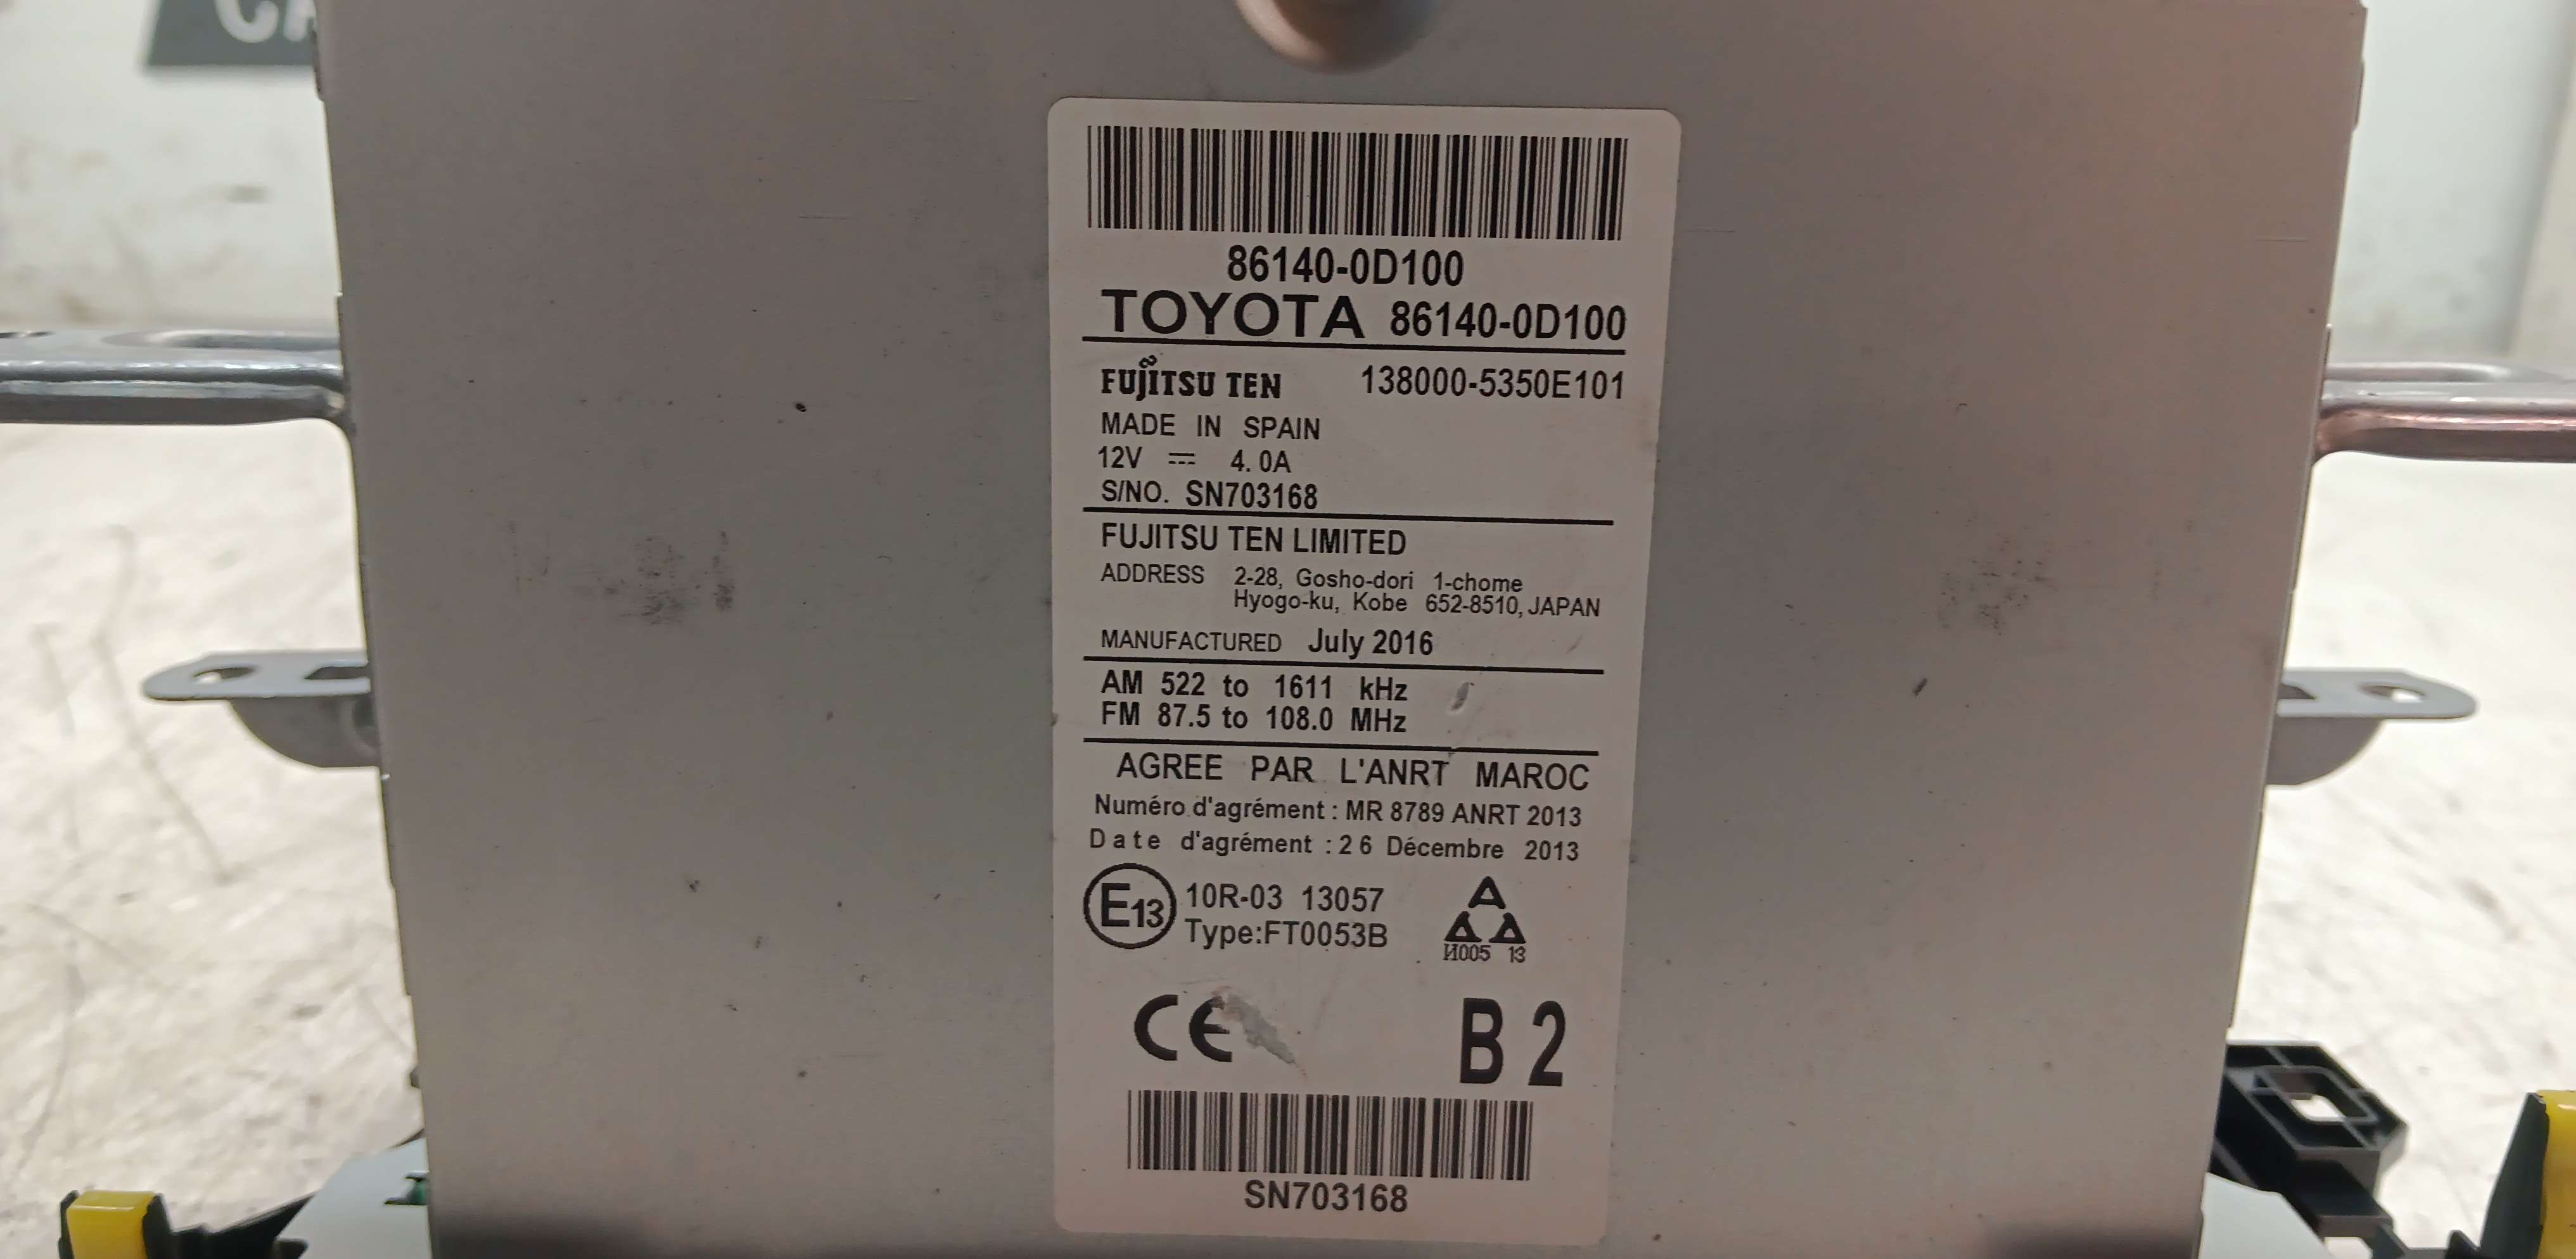 86140-0D100
TOYOTA 86140-0D100
FUJITSU TEN 138000-5350E101
MADE IN SPAIN
12V ⎓ 4.0A
S/NO. SN703168
FUJITSU TEN LIMITED
ADDRESS 2-28, Gosho-dori 1-chome
Hyogo-ku, Kobe 652-8510, JAPAN
MANUFACTURED July 2016
AM 522 to 1611 kHz
FM 87.5 to 108.0 MHz
AGREE PAR L'ANRT MAROC
Numéro d'agrément : MR 8789 ANRT 2013
Date d'agrément : 26 Décembre 2013
E13 10R-03 13057
Type:FT0053B
И005 13
CE B 2
SN703168